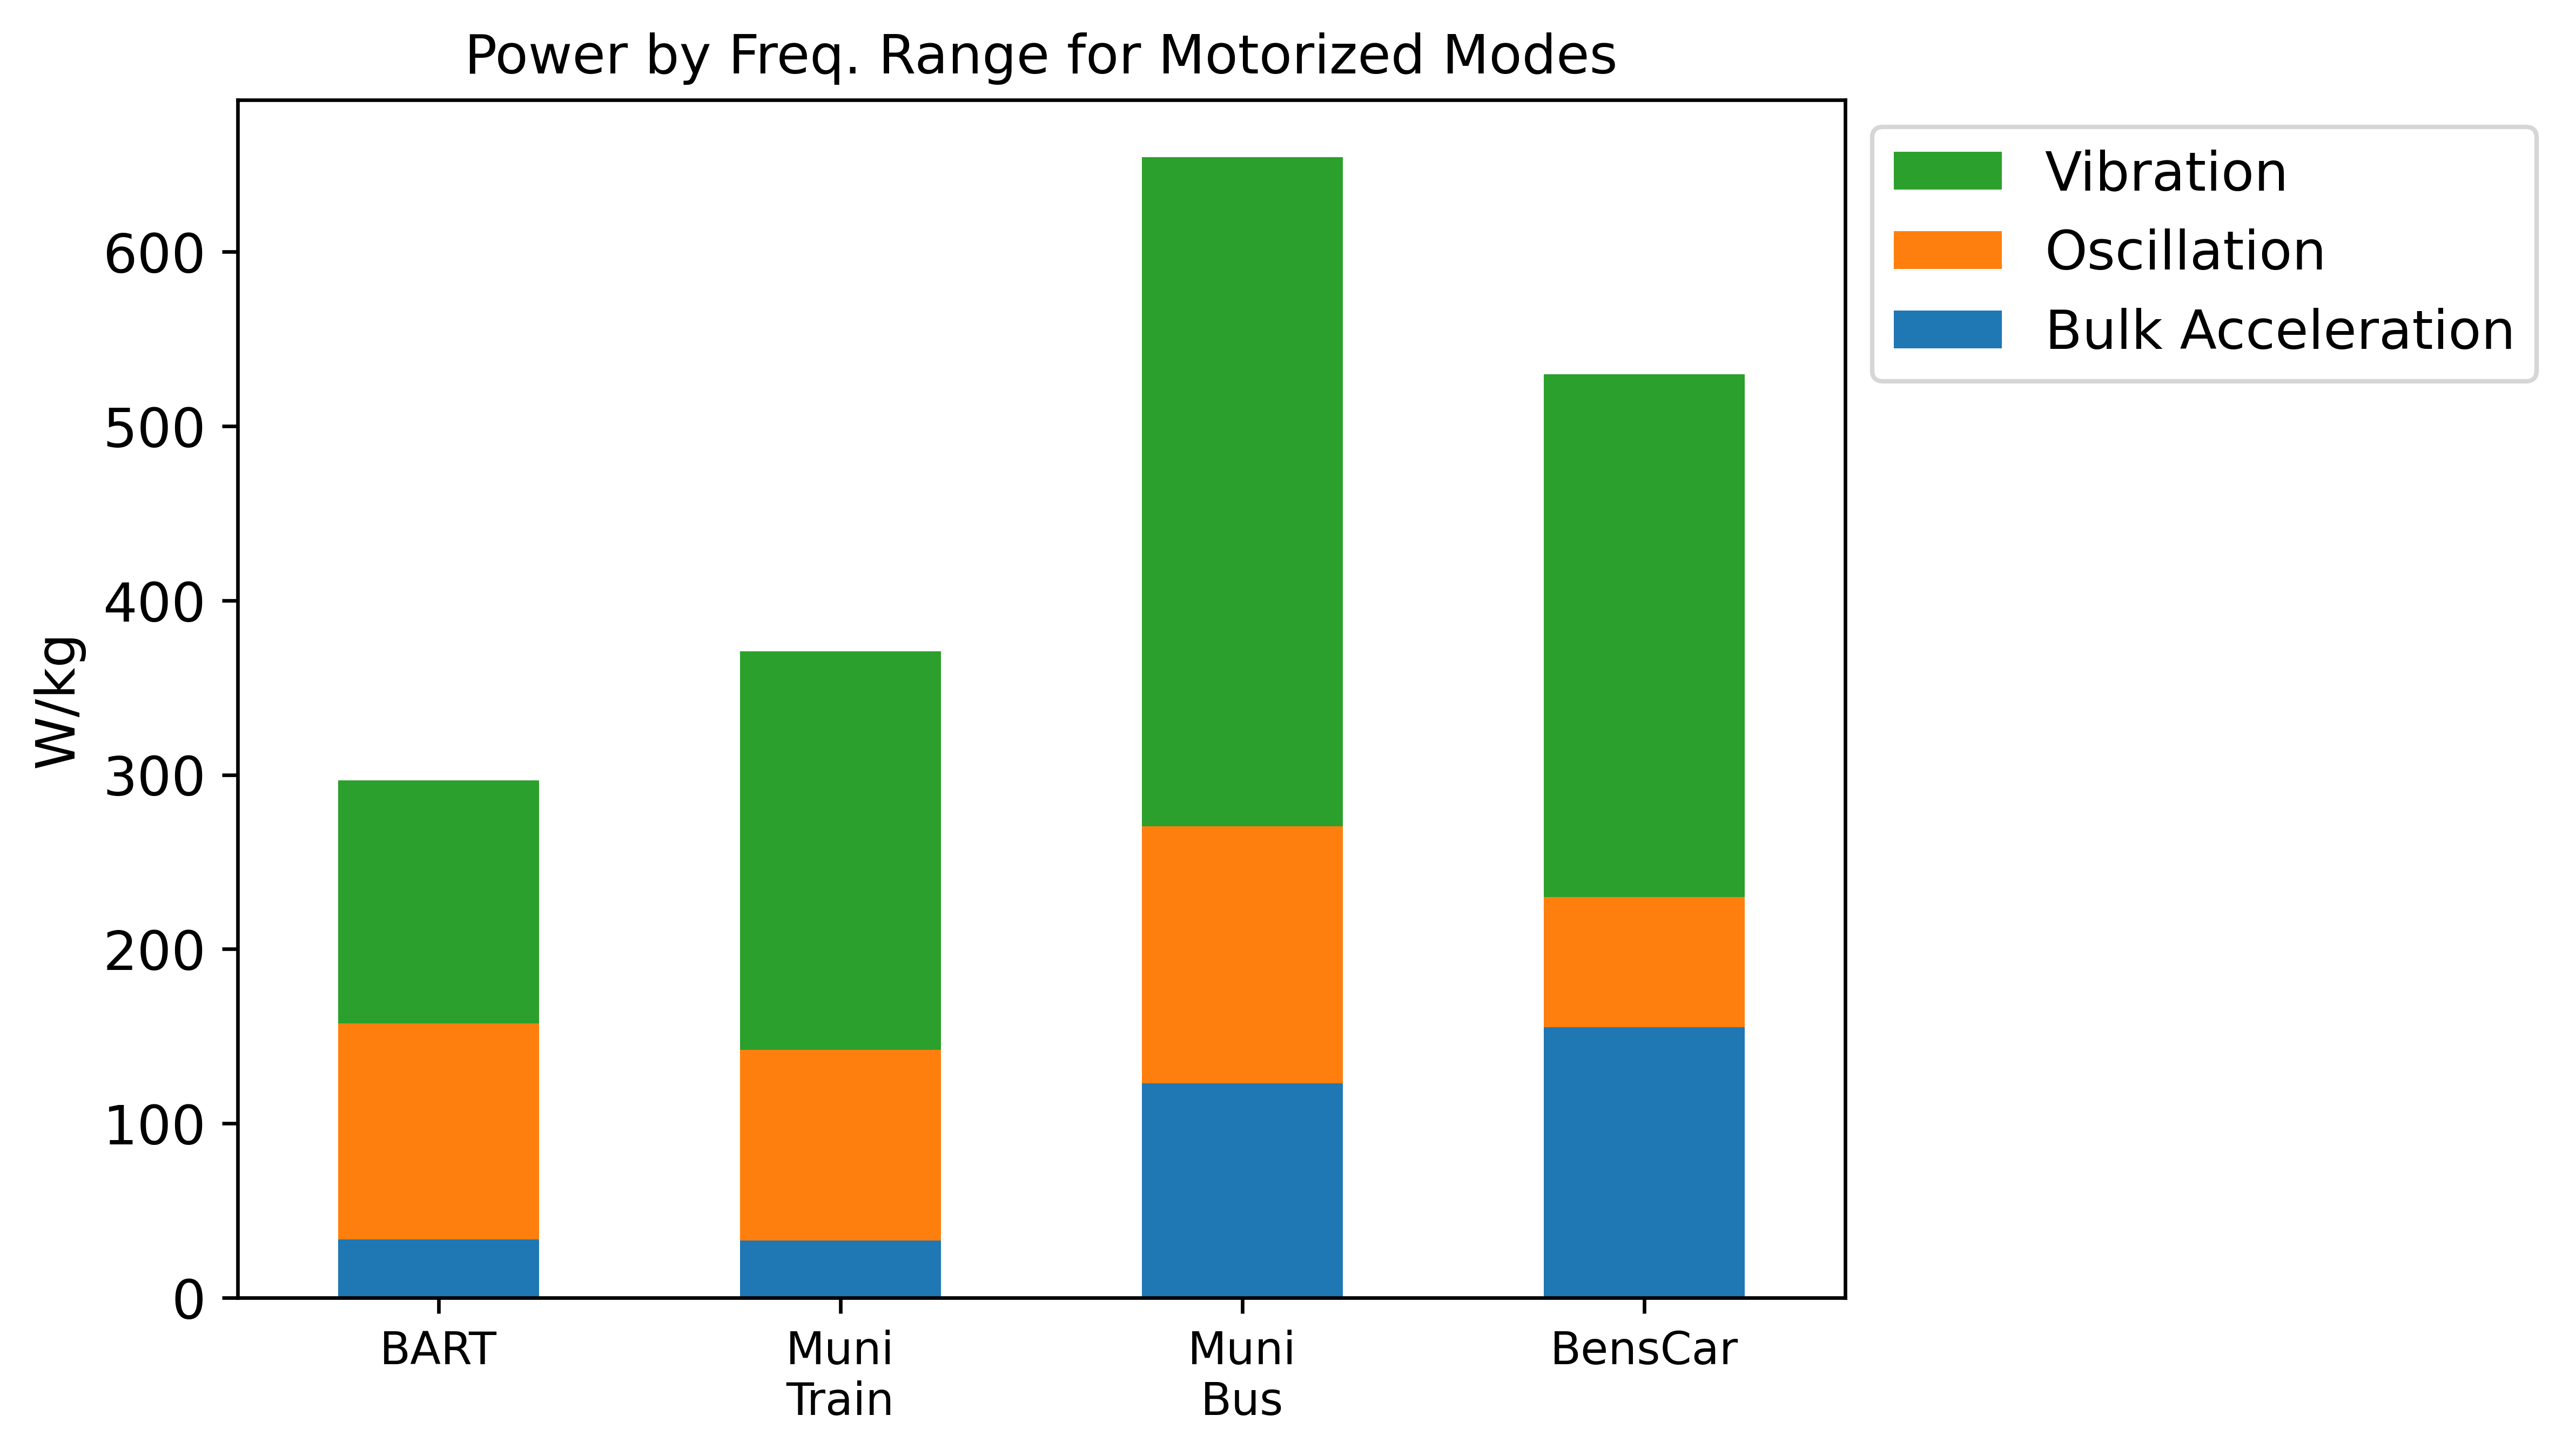 Power by Freq. Range for Motorized Modes
Vibration
Oscillation
Bulk Acceleration
W/kg
600
500
400
300
200
100
0
BART
Muni
Train
Muni
Bus
BensCar